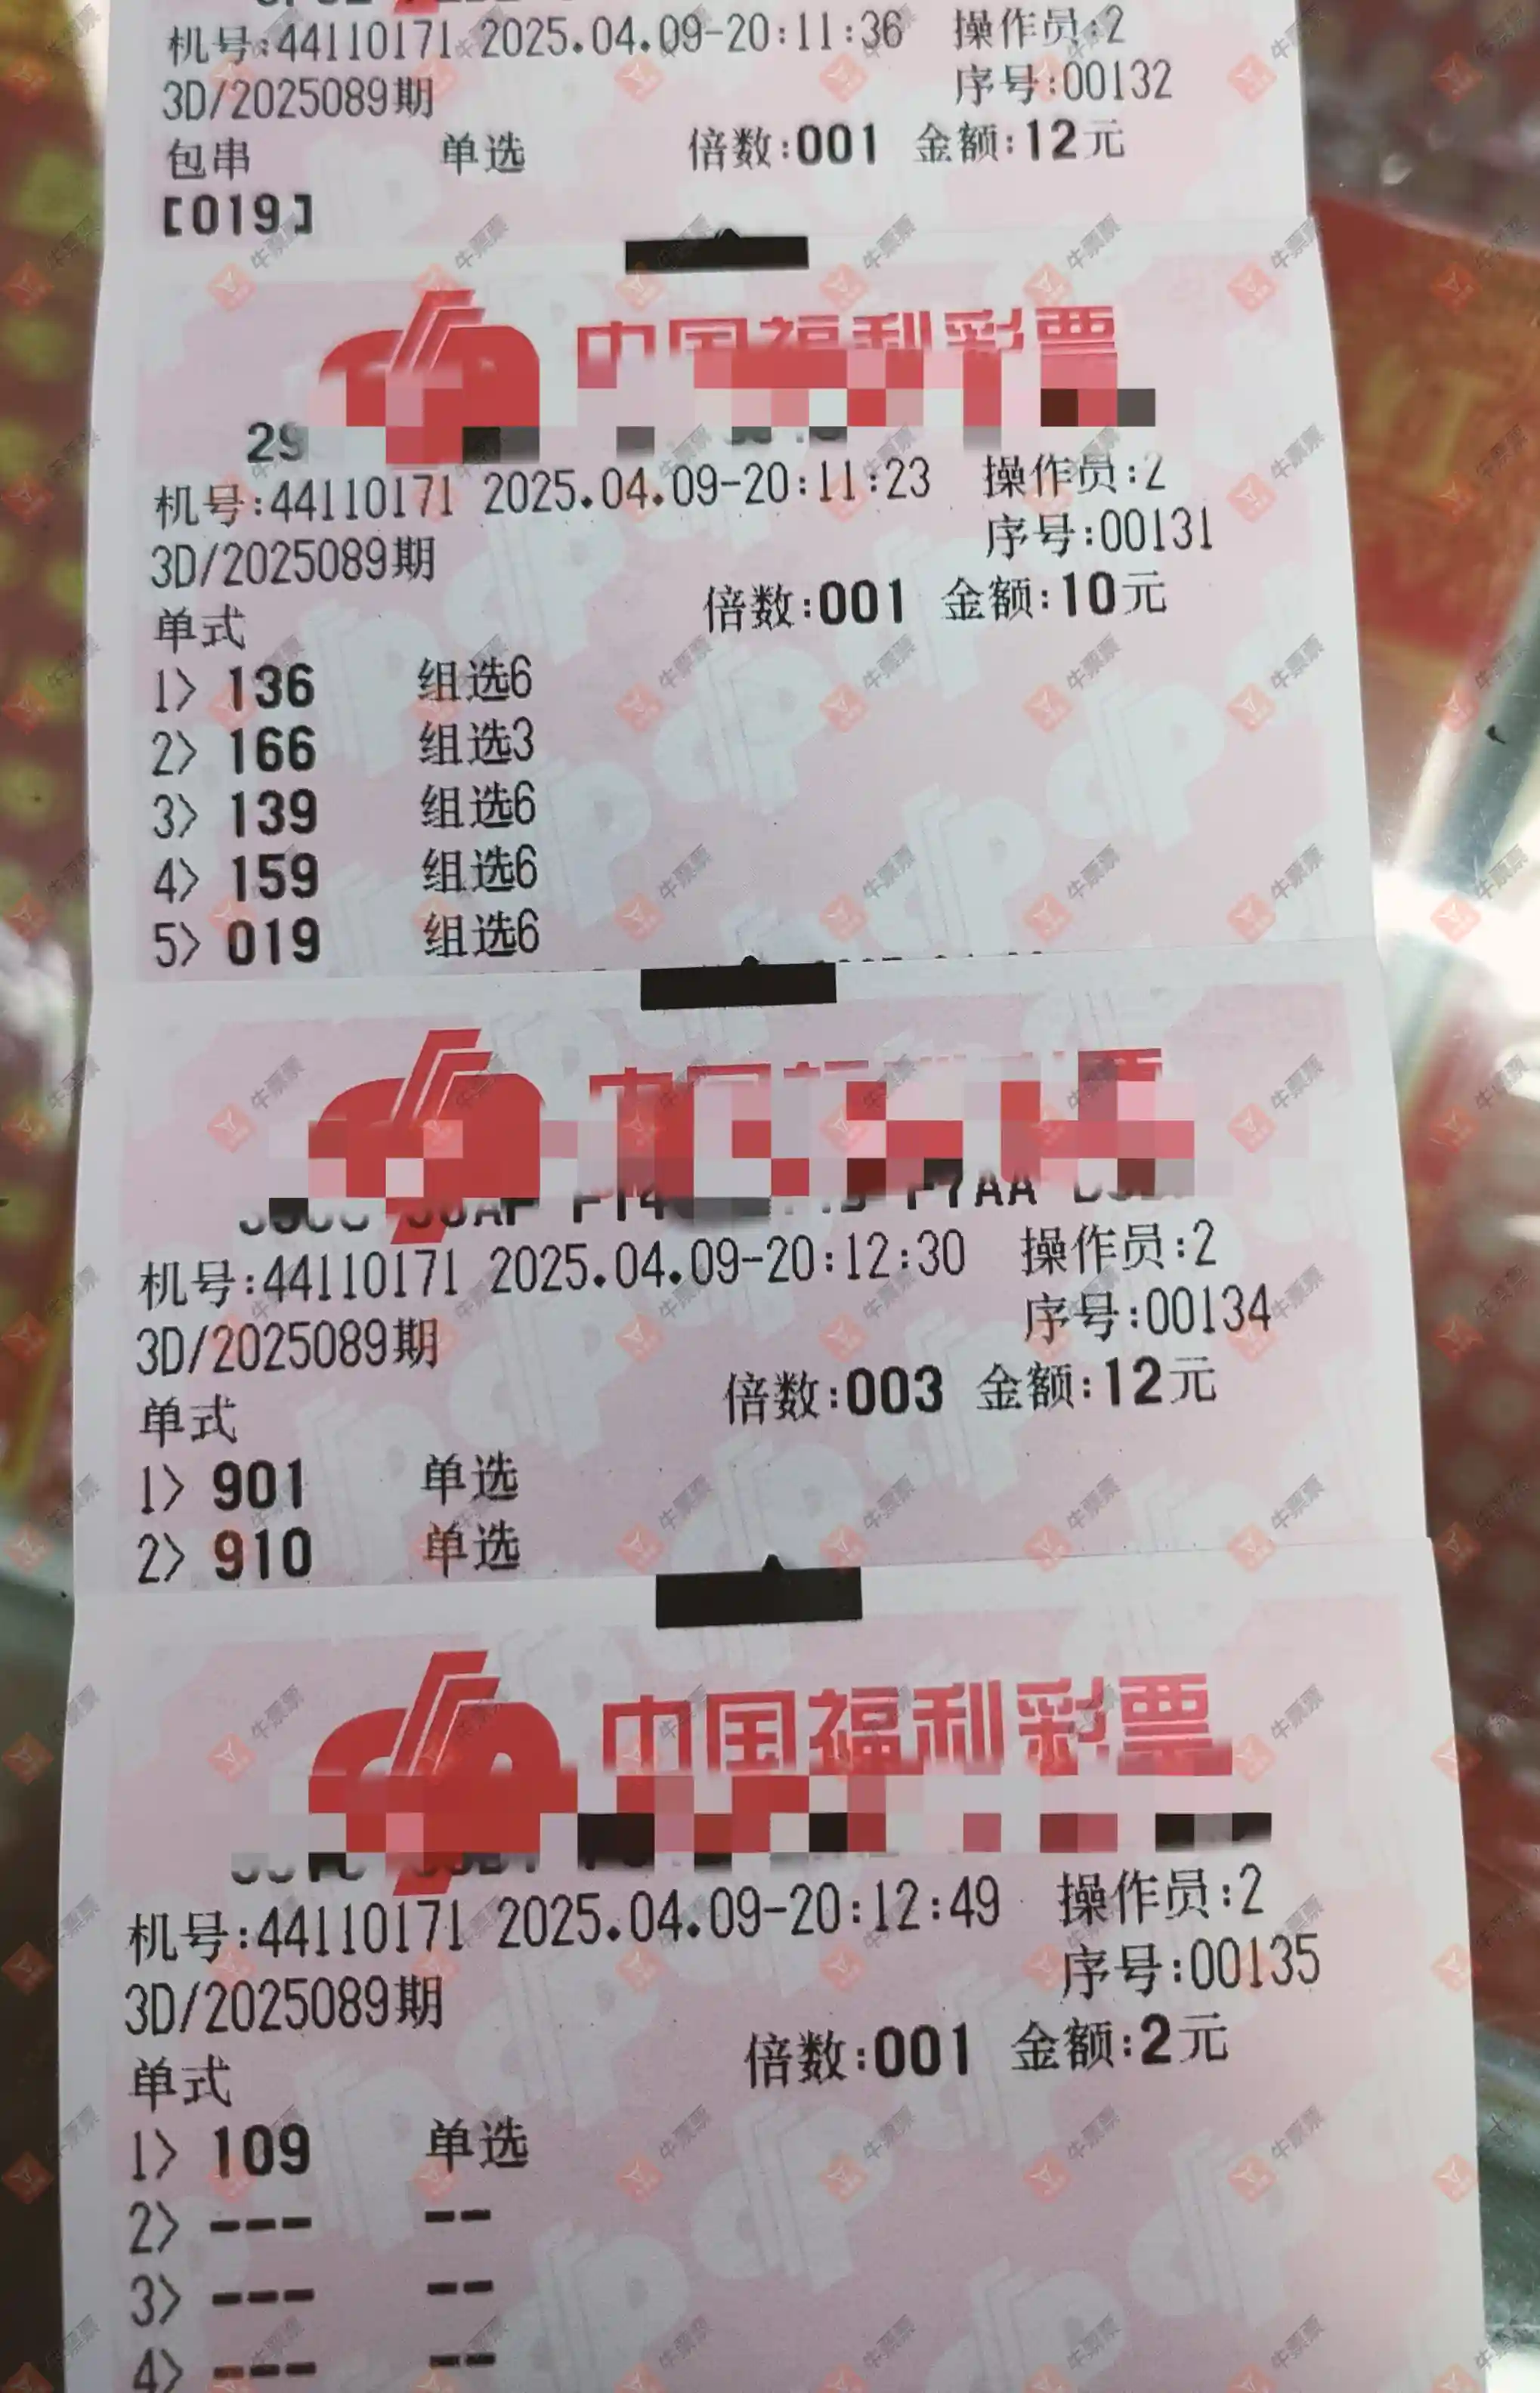 机号:44110171 2025.04.09-20:11:36 操作员:2
序号:00132
3D/2025089期
包串 单选 倍数:001 金额:12元
[019]
中国福利彩票
29
机号:44110171 2025.04.09-20:11:23 操作员:2
序号:00131
3D/2025089期
单式 倍数:001 金额:10元
1> 136 组选6
2> 166 组选3
3> 139 组选6
4> 159 组选6
5> 019 组选6
机号:44110171 2025.04.09-20:12:30 操作员:2
序号:00134
3D/2025089期
单式 倍数:003 金额:12元
1> 901 单选
2> 910 单选
中国福利彩票
机号:44110171 2025.04.09-20:12:49 操作员:2
序号:00135
3D/2025089期
单式 倍数:001 金额:2元
1> 109 单选
2> --- --
3> --- --
4> --- --
牛票票